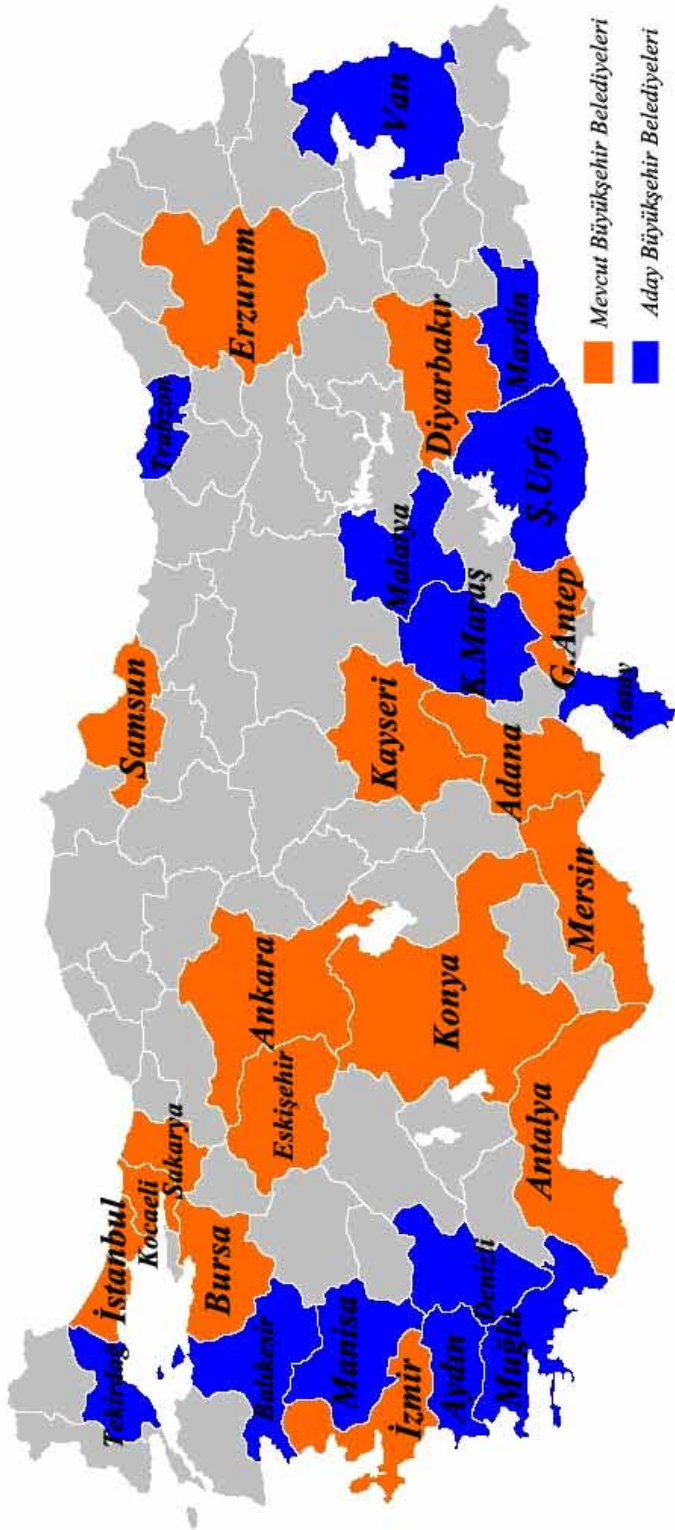 Tekirdağ
İstanbul
Kocaeli
Sakarya
Bursa
Balıkesir
Manisa
İzmir
Aydın
Muğla
Denizli
Eskişehir
Ankara
Konya
Antalya
Mersin
Adana
Kayseri
Samsun
Trabzon
Erzurum
Malatya
K.Maraş
G.Antep
Hatay
Ş.Urfa
Diyarbakır
Mardin
Van
Mevcut Büyükşehir Belediyeleri
Aday Büyükşehir Belediyeleri